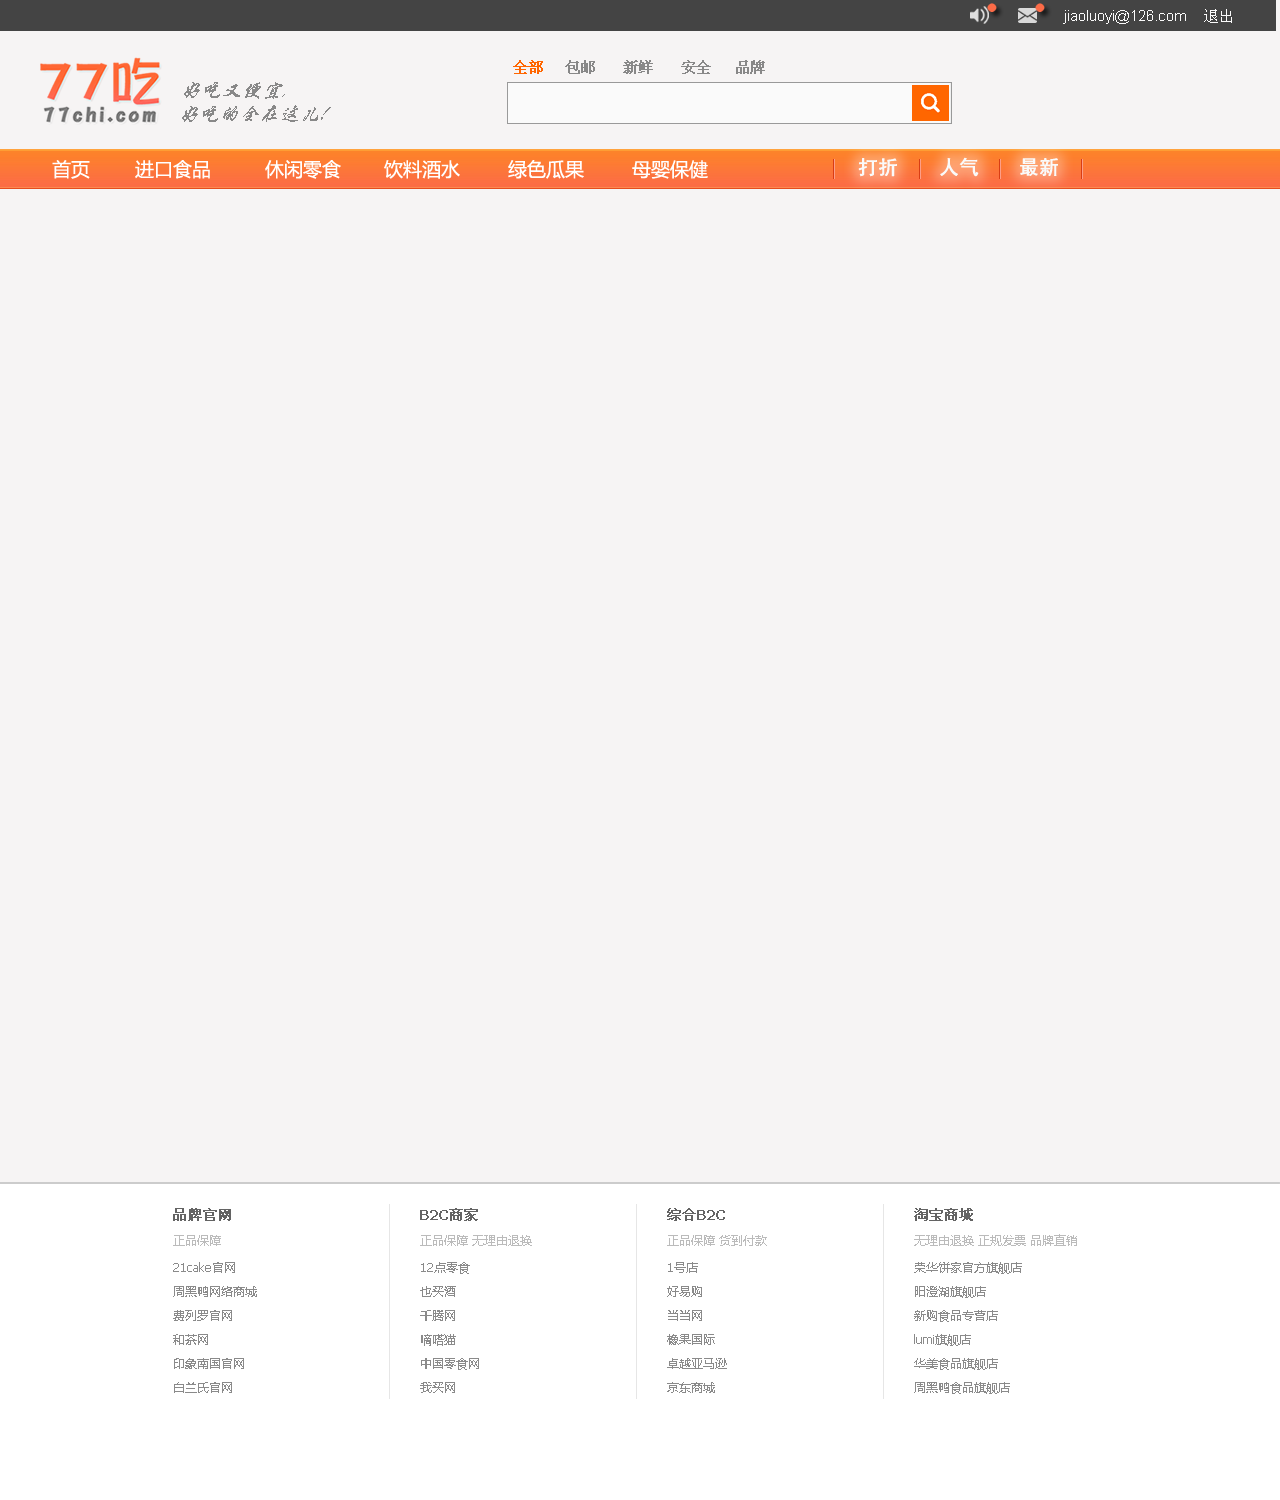 jiaoluoyi@126.com 退出
77吃
77chi.com
好吃又便宜,
好吃的全在这儿!
全部 包邮 新鲜 安全 品牌
首页 进口食品 休闲零食 饮料酒水 绿色瓜果 母婴保健 打折 人气 最新
品牌官网
正品保障
21cake官网
周黑鸭网络商城
费列罗官网
和茶网
印象南国官网
白兰氏官网
B2C商家
正品保障 无理由退换
12点零食
也买酒
千腾网
嘀嗒猫
中国零食网
我买网
综合B2C
正品保障 货到付款
1号店
好易购
当当网
橡果国际
卓越亚马逊
京东商城
淘宝商城
无理由退换 正规发票 品牌直销
荣华饼家官方旗舰店
阳澄湖旗舰店
新购食品专营店
lumi旗舰店
华美食品旗舰店
周黑鸭食品旗舰店